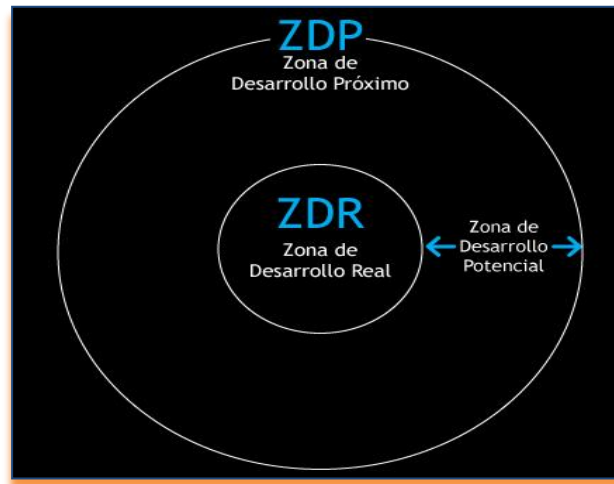 ZDP
Zona de
Desarrollo Próximo
ZDR
Zona de
Desarrollo Real
Zona de
Desarrollo
Potencial